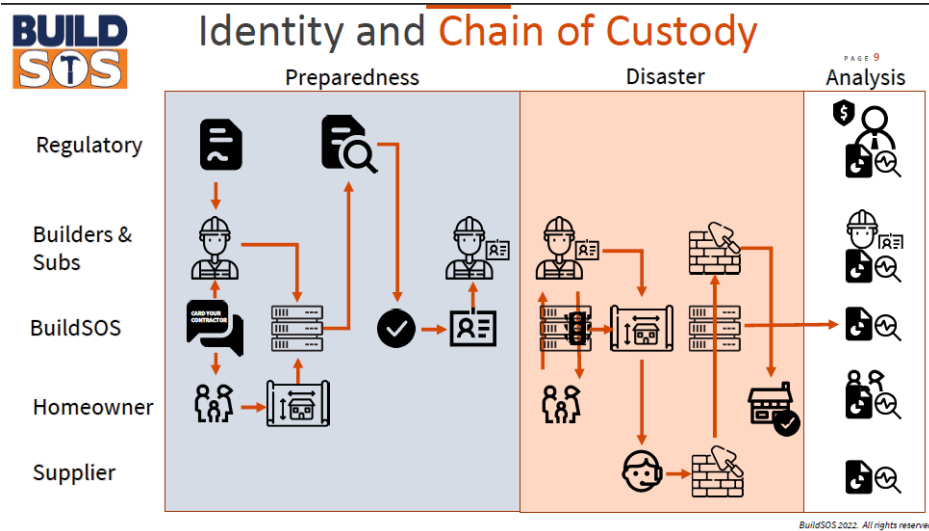 BUILD
SOS
Identity and Chain of Custody
PAGE 9
Preparedness
Disaster
Analysis
Regulatory
Builders &
Subs
BuildSOS
Homeowner
Supplier
CARD YOUR
CONTRACTOR
$
BuildSOS 2022. All rights reserved